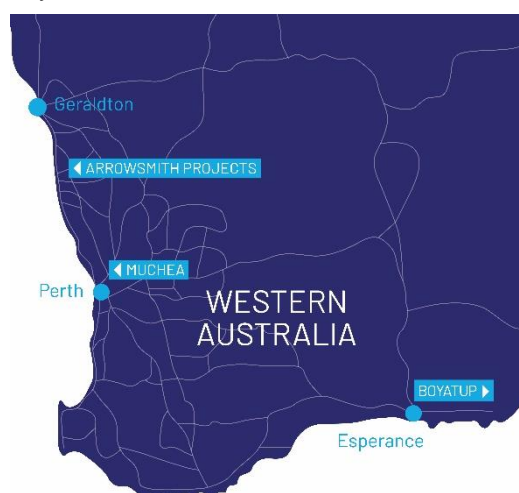 Geraldton
ARROWSMITH PROJECTS
MUCHEA
Perth
WESTERN
AUSTRALIA
BOYATUP
Esperance